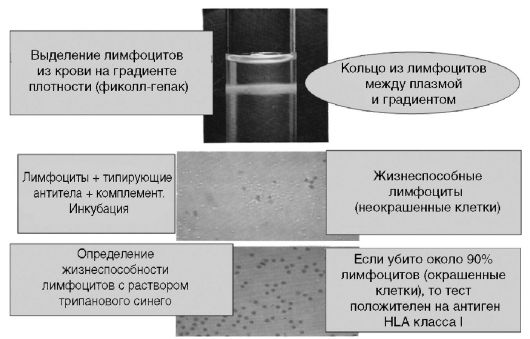 Выделение лимфоцитов
из крови на градиенте
плотности (фиколл-гепак)
Кольцо из лимфоцитов
между плазмой
и градиентом
Лимфоциты + типирующие
антитела + комплемент.
Инкубация
Жизнеспособные
лимфоциты
(неокрашенные клетки)
Определение
жизнеспособности
лимфоцитов с раствором
трипанового синего
Если убито около 90%
лимфоцитов (окрашенные
клетки), то тест
положителен на антиген
HLA класса I